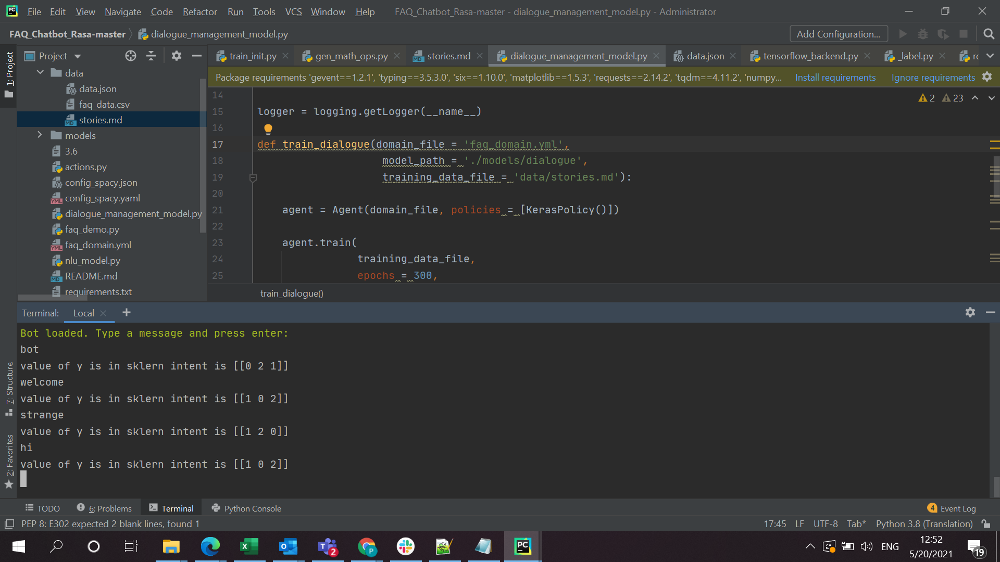 File Edit View Navigate Code Refactor Run Tools VCS Window Help FAQ_Chatbot_Rasa-master - dialogue_management_model.py - Administrator
FAQ_Chatbot_Rasa-master dialogue_management_model.py Add Configuration...
Project train_init.py gen_math_ops.py stories.md dialogue_management_model.py data.json tensorflow_backend.py _label.py re
1: Project
data
data.json
faq_data.csv
stories.md
models
3.6
actions.py
config_spacy.json
config_spacy.yaml
dialogue_management_model.py
faq_demo.py
faq_domain.yml
nlu_model.py
README.md
requirements.txt
Package requirements 'gevent==1.2.1', 'typing==3.5.3.0', 'six==1.10.0', 'matplotlib==1.5.3', 'requests==2.14.2', 'tqdm==4.11.2', 'numpy... Install requirements Ignore requirements
2 23
14
15 logger = logging.getLogger(__name__)
16
17 def train_dialogue(domain_file = 'faq_domain.yml',
18 model_path = './models/dialogue',
19 training_data_file = 'data/stories.md'):
20
21 agent = Agent(domain_file, policies = [KerasPolicy()])
22
23 agent.train(
24 training_data_file,
25 epochs = 300,
train_dialogue()
Terminal: Local +
Bot loaded. Type a message and press enter:
bot
value of y is in sklern intent is [[0 2 1]]
welcome
value of y is in sklern intent is [[1 0 2]]
strange
value of y is in sklern intent is [[1 2 0]]
hi
value of y is in sklern intent is [[1 0 2]]
7: Structure
2: Favorites
TODO 6: Problems Terminal Python Console 4 Event Log
PEP 8: E302 expected 2 blank lines, found 1 17:45 LF UTF-8 Tab* Python 3.8 (Translation)
2 ENG 12:52
5/20/2021 19